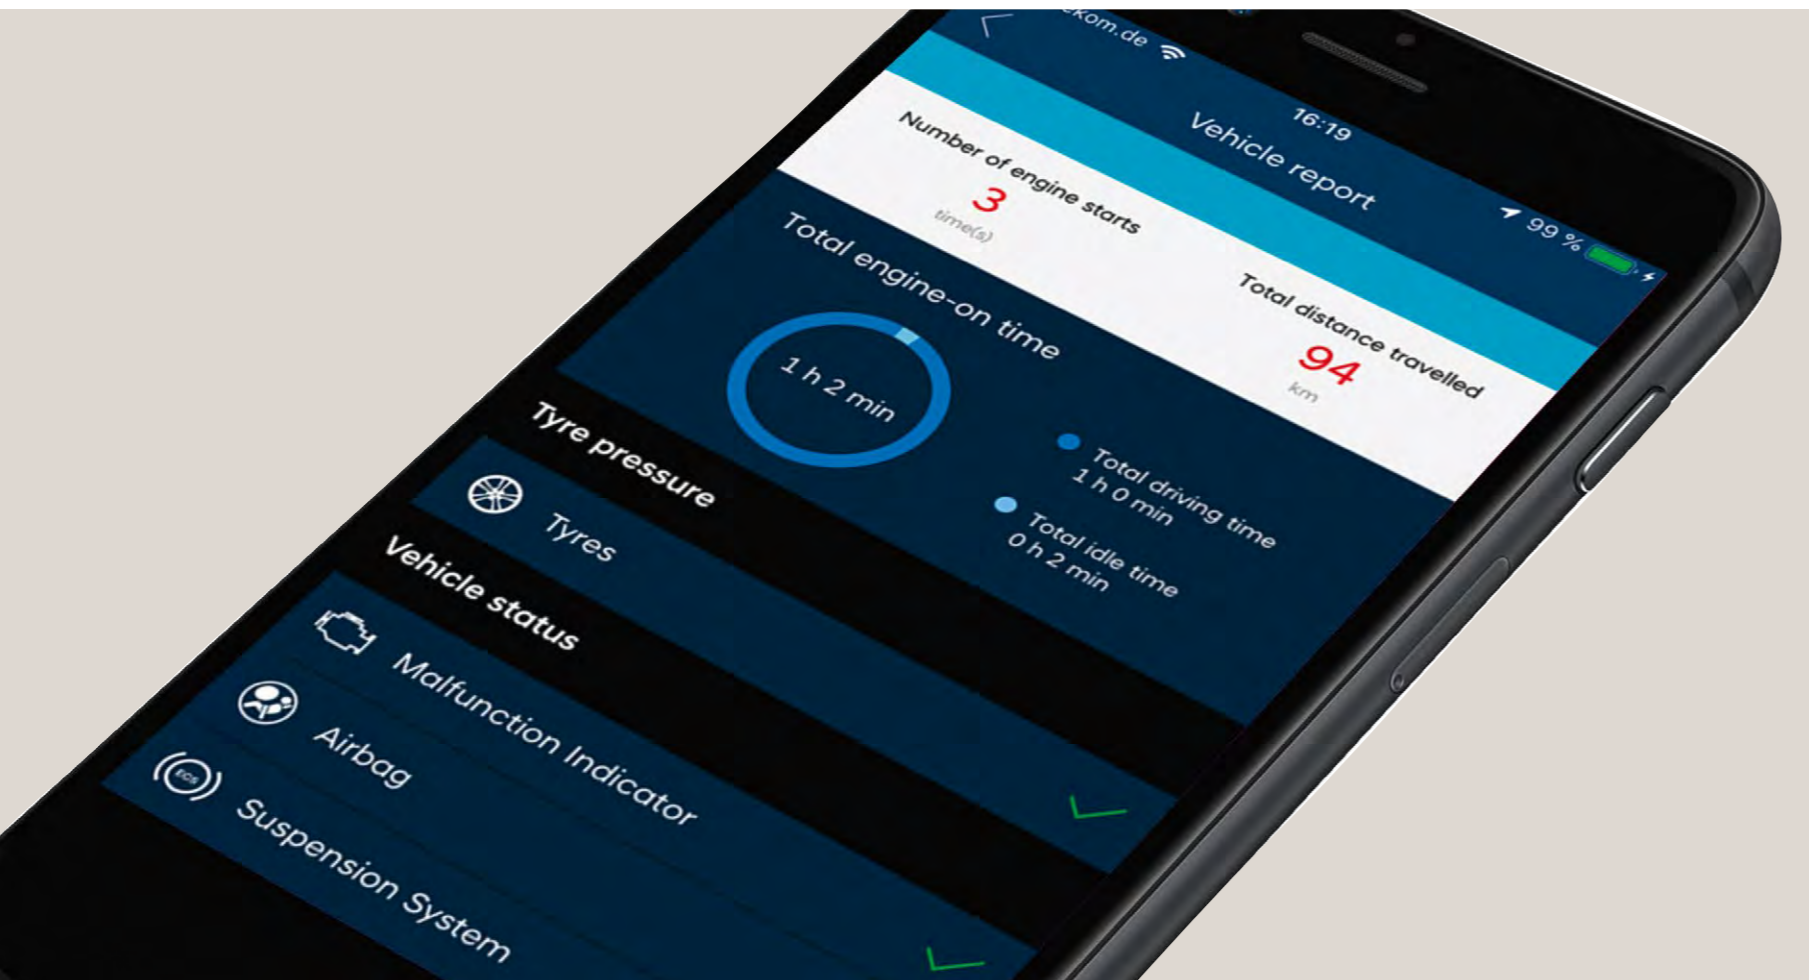 ekom.de
16:19
99 %
Vehicle report
Number of engine starts
3
time(s)
Total distance travelled
94
km
Total engine-on time
1 h 2 min
Total driving time
1 h 0 min
Total idle time
0 h 2 min
Tyre pressure
Tyres
Vehicle status
Malfunction Indicator
Airbag
ECS
Suspension System